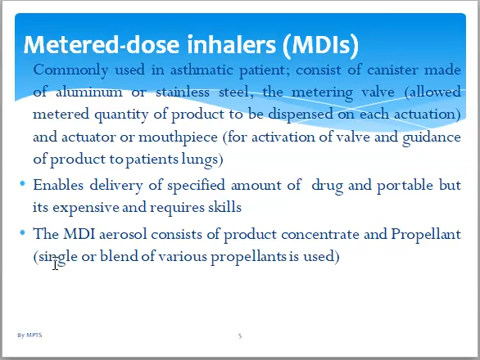 Metered-dose inhalers (MDIs)
Commonly used in asthmatic patient; consist of canister made
of aluminum or stainless steel, the metering valve (allowed
metered quantity of product to be dispensed on each actuation)
and actuator or mouthpiece (for activation of valve and guidance
of product to patients lungs)
• Enables delivery of specified amount of drug and portable but
its expensive and requires skills
• The MDI aerosol consists of product concentrate and Propellant
(single or blend of various propellants is used)
By MPTS
5